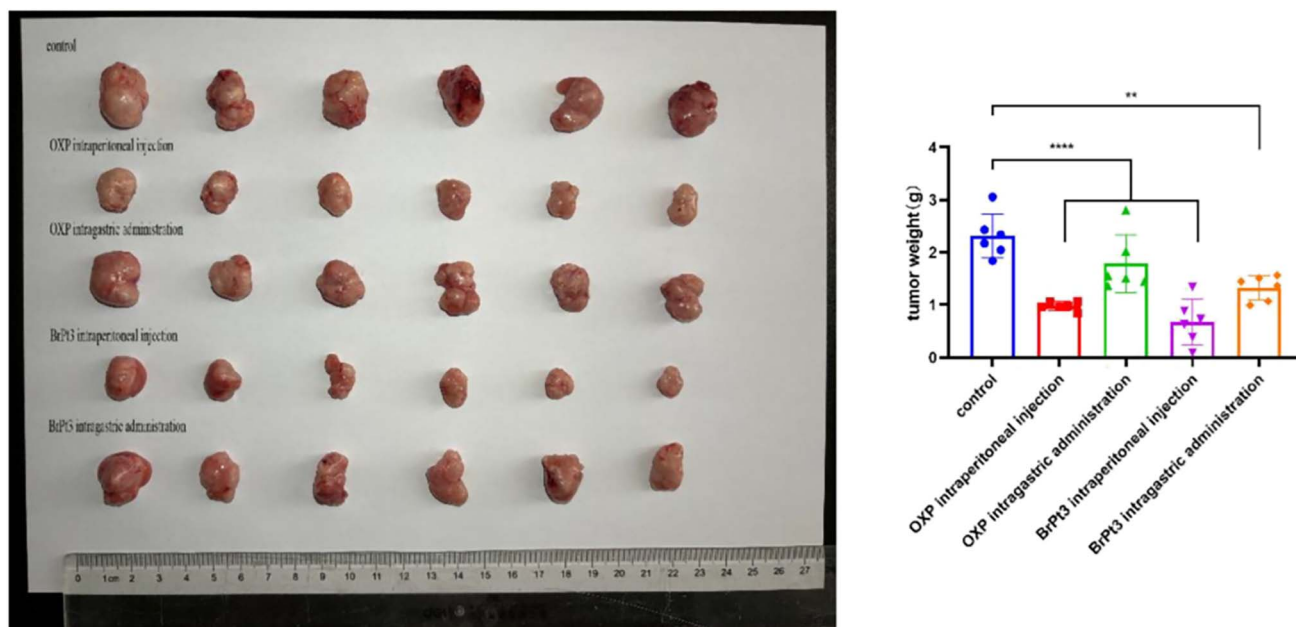 control
OXP intraperitoneal injection
OXP intragastric administration
BrPt3 intraperitoneal injection
BrPt3 intragastric administration
0 1cm 2 3 4 5 6 7 8 9 10 11 12 13 14 15 16 17 18 19 20 21 22 23 24 25 26 27
**
****
tumor weight(g)
4
3
2
1
0
control
OXP intraperitoneal injection
OXP intragastric administration
BrPt3 intraperitoneal injection
BrPt3 intragastric administration